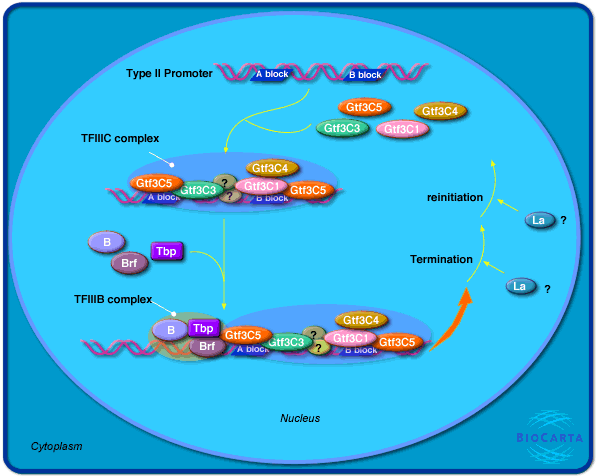 Type II Promoter
A block
B block
Gtf3C5
Gtf3C4
Gtf3C3
Gtf3C1
TFIIIC complex
Gtf3C4
Gtf3C5
Gtf3C3
?
Gtf3C1
Gtf3C5
?
A block
B block
reinitiation
La ?
B
Tbp
Brf
Termination
La ?
TFIIIB complex
Gtf3C4
B
Tbp
Gtf3C5
Gtf3C3
?
Gtf3C1
Gtf3C5
Brf
?
A block
B block
Nucleus
Cytoplasm
BIOCARTA